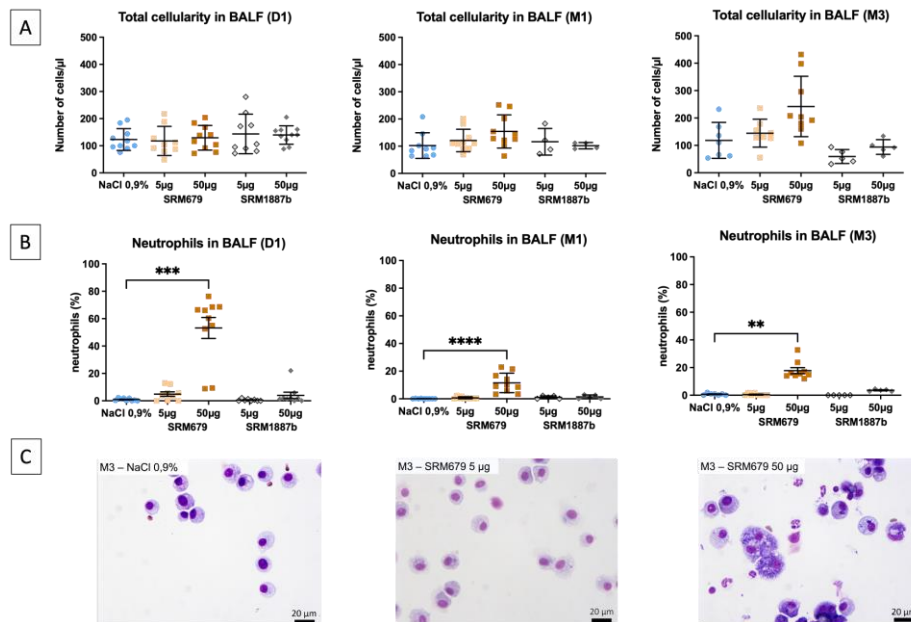 A
Total cellularity in BALF (D1)
Number of cells/µl
500
400
300
200
100
0
NaCl 0,9%
5µg
50µg
5µg
50µg
SRM679
SRM1887b
Total cellularity in BALF (M1)
Number of cells/µl
500
400
300
200
100
0
NaCl 0,9%
5µg
50µg
5µg
50µg
SRM679
SRM1887b
Total cellularity in BALF (M3)
Number of cells/µl
500
400
300
200
100
0
NaCl 0,9%
5µg
50µg
5µg
50µg
SRM679
SRM1887b
B
Neutrophils in BALF (D1)
neutrophils (%)
100
80
60
40
20
0
***
NaCl 0,9%
5µg
50µg
5µg
50µg
SRM679
SRM1887b
Neutrophils in BALF (M1)
neutrophils (%)
100
80
60
40
20
0
****
NaCl 0,9%
5µg
50µg
5µg
50µg
SRM679
SRM1887b
Neutrophils in BALF (M3)
neutrophils (%)
100
80
60
40
20
0
**
NaCl 0,9%
5µg
50µg
5µg
50µg
SRM679
SRM1887b
C
M3 – NaCl 0,9%
20 µm
M3 – SRM679 5 µg
20 µm
M3 – SRM679 50 µg
20 µm